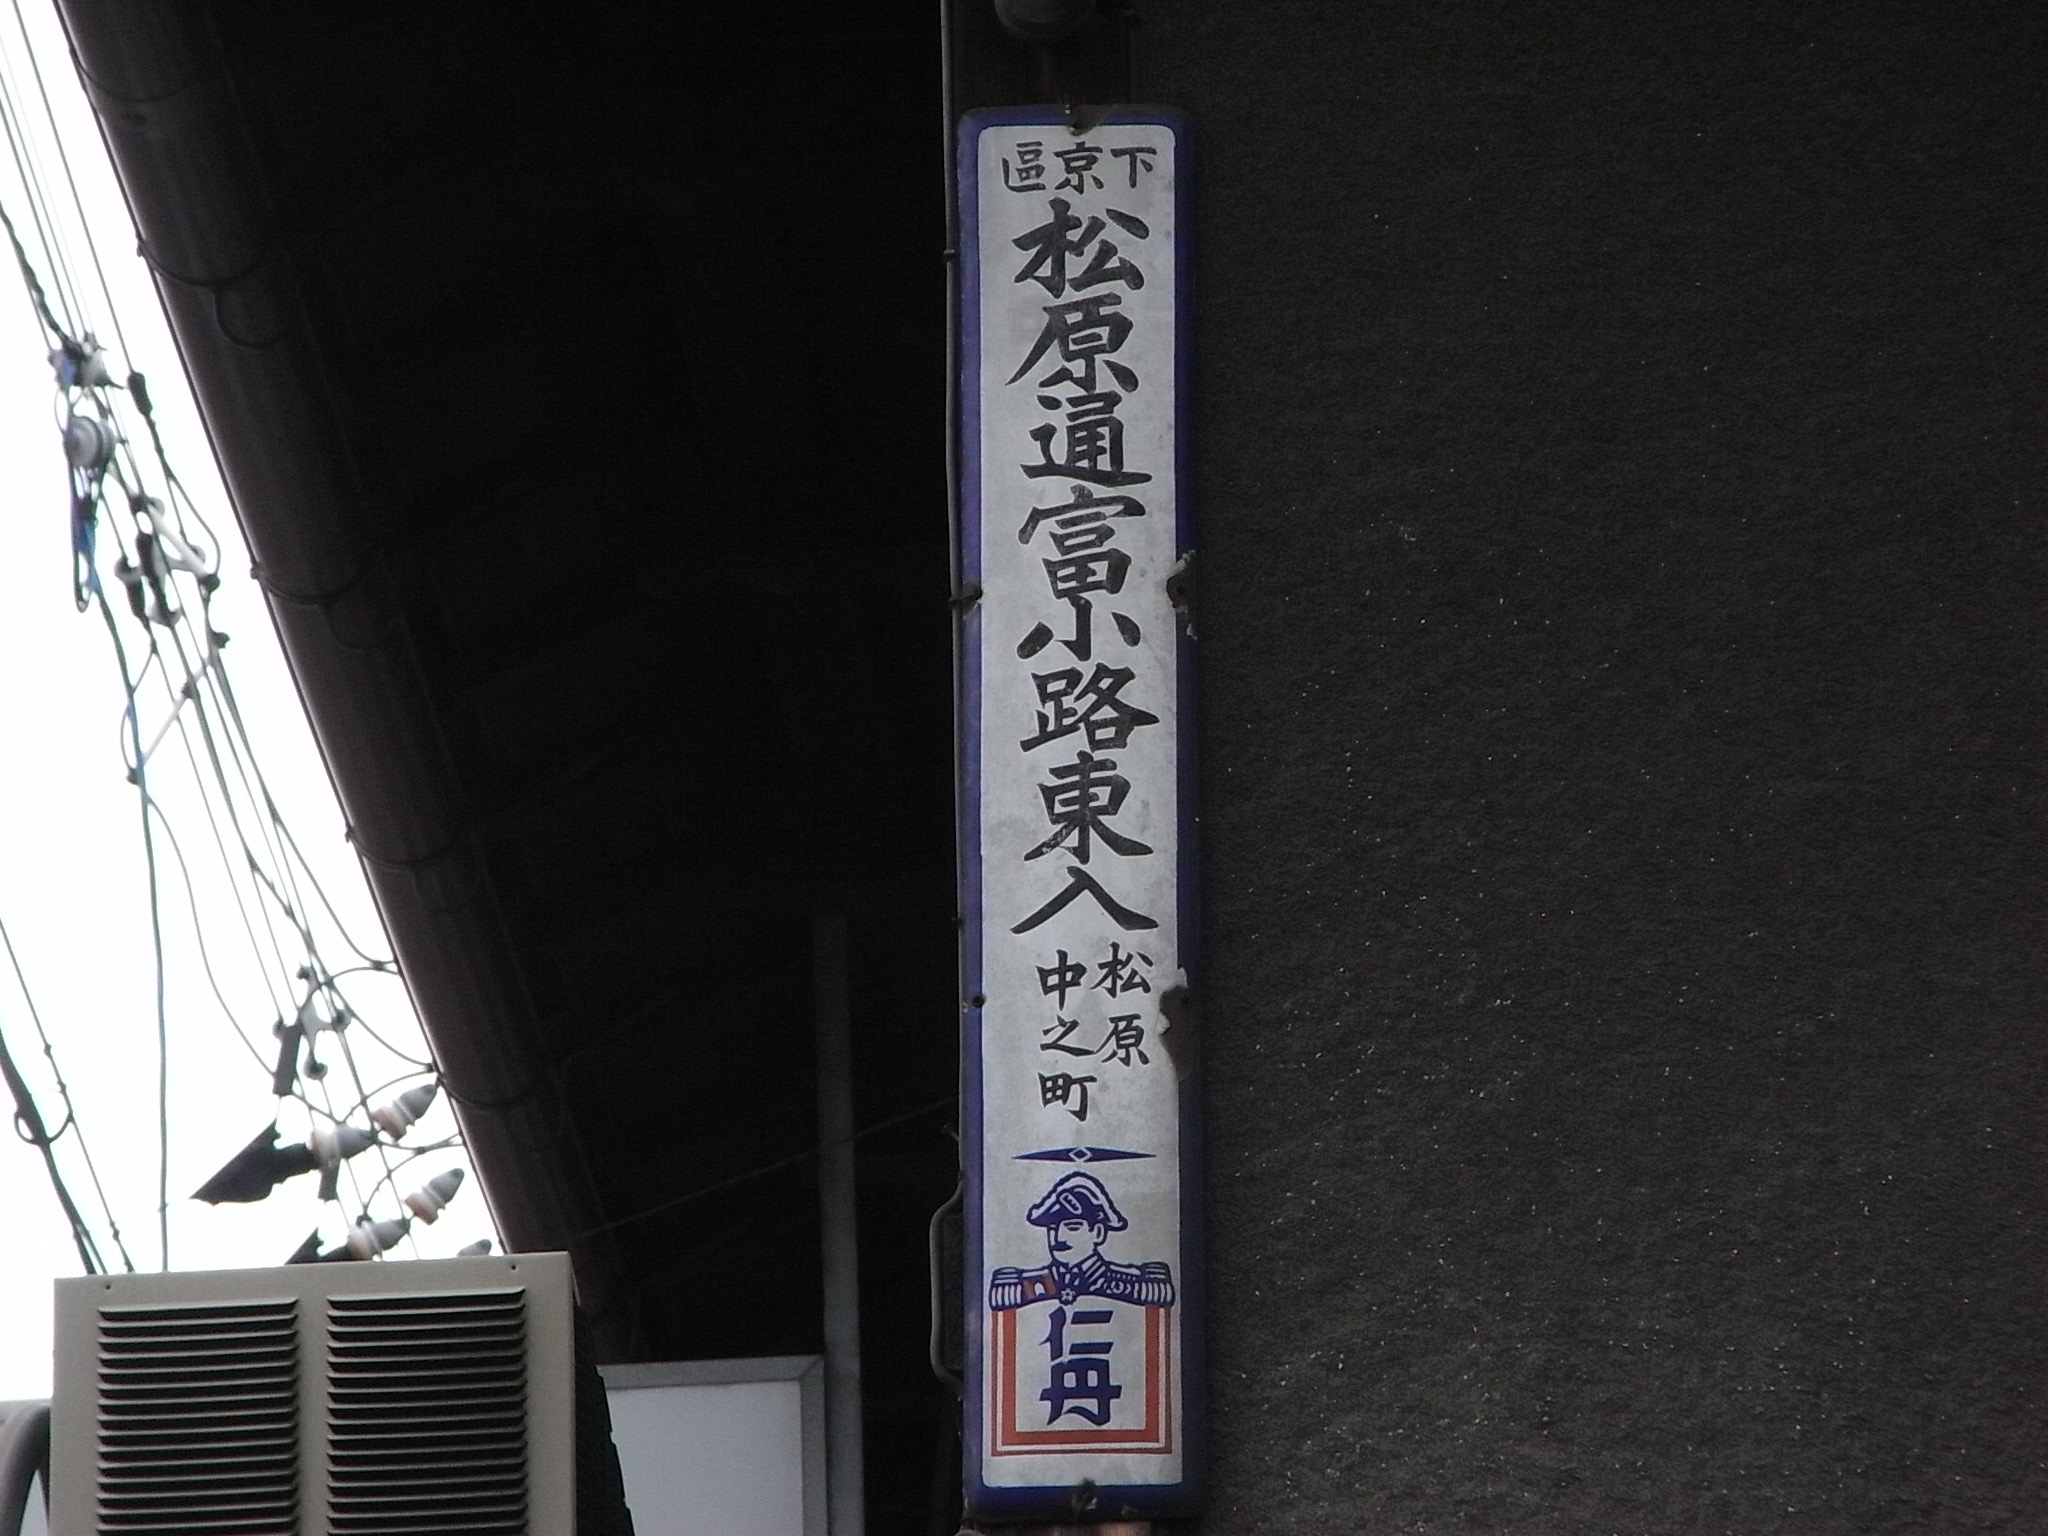 下京區
松原通富小路東入
松原
中之町
仁丹